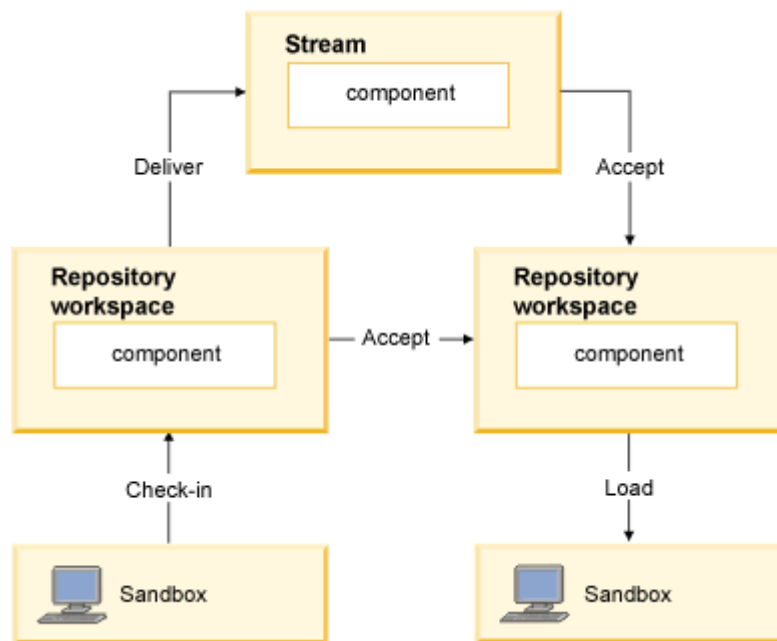 Stream
component
Deliver
Accept
Repository
workspace
component
Accept
Repository
workspace
component
Check-in
Load
Sandbox
Sandbox